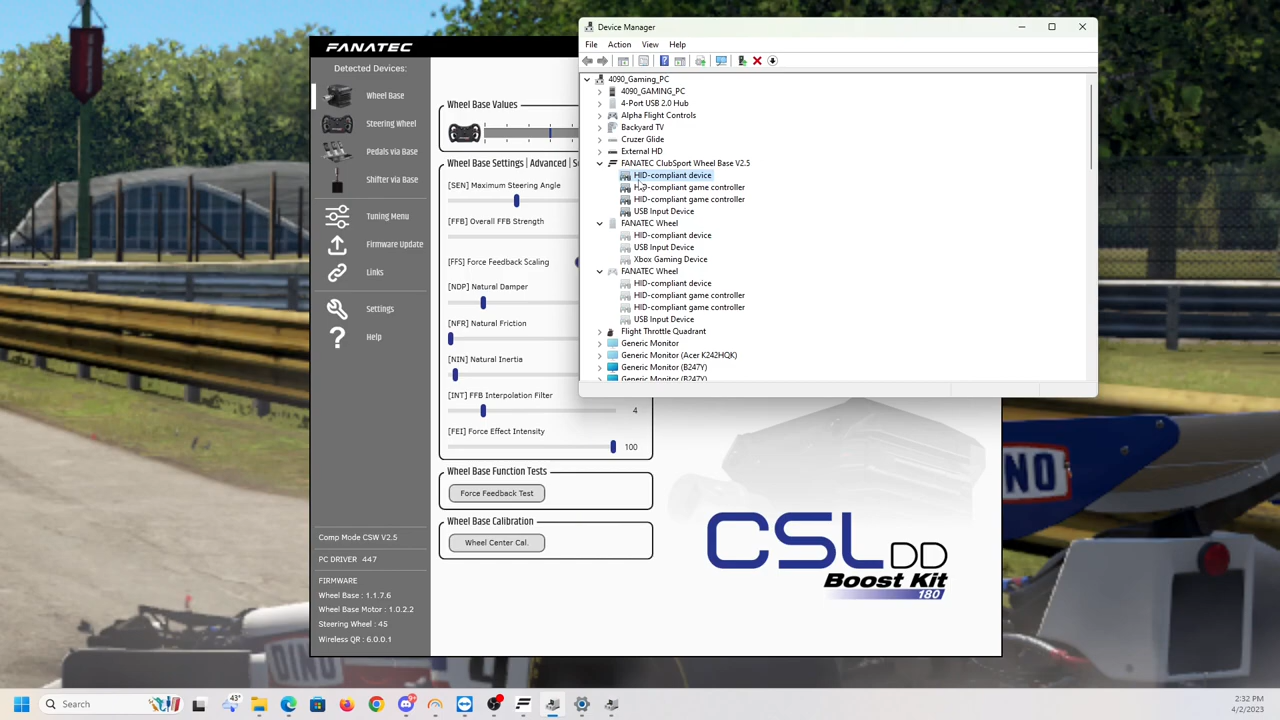 FANATEC
Detected Devices:
Wheel Base
Steering Wheel
Pedals via Base
Shifter via Base
Tuning Menu
Firmware Update
Links
Settings
Help
Comp Mode CSW V2.5
PC DRIVER 447
FIRMWARE
Wheel Base : 1.1.7.6
Wheel Base Motor : 1.0.2.2
Steering Wheel : 45
Wireless QR : 6.0.0.1
Wheel Base Values
Wheel Base Settings | Advanced | S
[SEN] Maximum Steering Angle
[FFB] Overall FFB Strength
[FFS] Force Feedback Scaling
[NDP] Natural Damper
[NFR] Natural Friction
[NIN] Natural Inertia
[INT] FFB Interpolation Filter
4
[FEI] Force Effect Intensity
100
Wheel Base Function Tests
Force Feedback Test
Wheel Base Calibration
Wheel Center Cal.
CSL DD
Boost Kit
180
Device Manager
File Action View Help
4090_Gaming_PC
4090_GAMING_PC
4-Port USB 2.0 Hub
Alpha Flight Controls
Backyard TV
Cruzer Glide
External HD
FANATEC ClubSport Wheel Base V2.5
HID-compliant device
HID-compliant game controller
HID-compliant game controller
USB Input Device
FANATEC Wheel
HID-compliant device
USB Input Device
Xbox Gaming Device
FANATEC Wheel
HID-compliant device
HID-compliant game controller
HID-compliant game controller
USB Input Device
Flight Throttle Quadrant
Generic Monitor
Generic Monitor (Acer K242HQK)
Generic Monitor (B247Y)
Generic Monitor (B247Y)
DINO
DINO
Search
43°
2:32 PM
4/2/2023